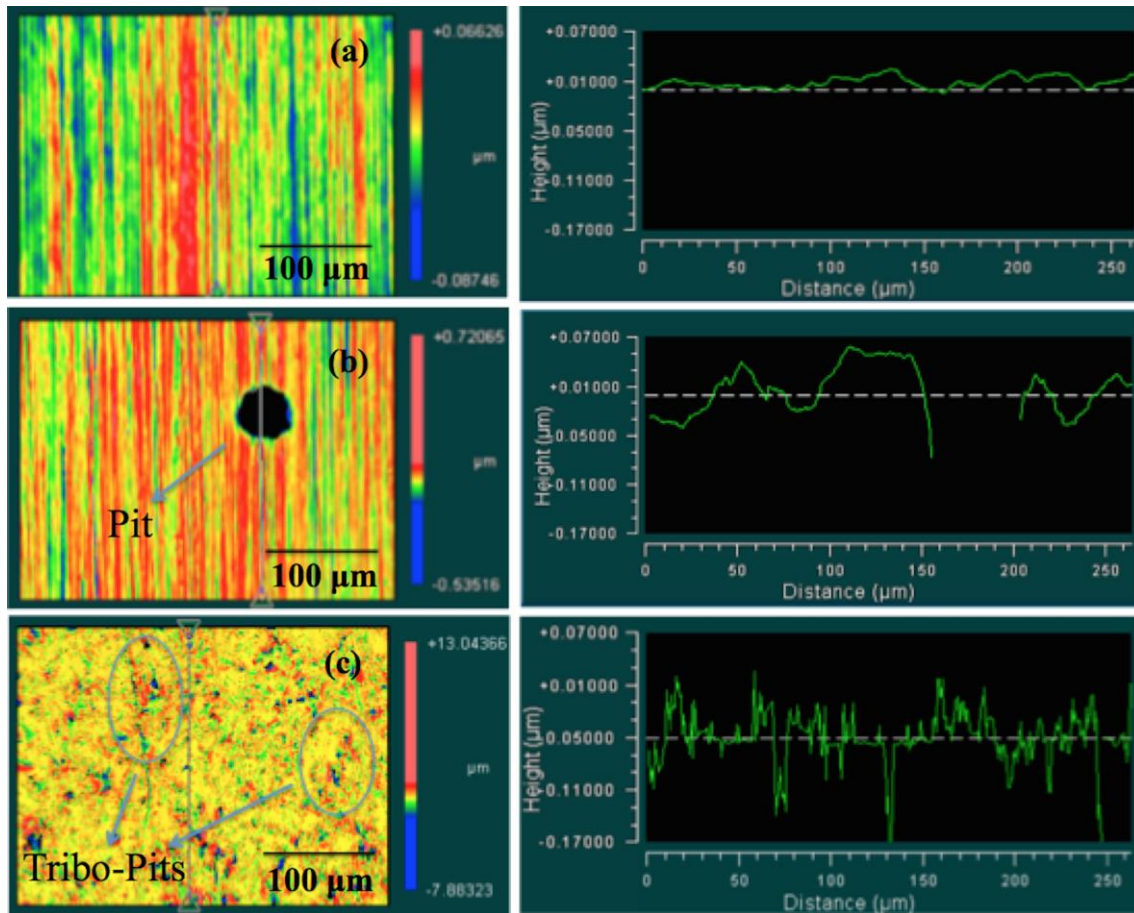 (a)
+0.06626
µm
-0.08746
100 µm
+0.07000
+0.01000
-0.05000
-0.11000
-0.17000
Height (µm)
0 50 100 150 200 250
Distance (µm)
(b)
+0.72065
µm
-0.53516
Pit
100 µm
+0.07000
+0.01000
-0.05000
-0.11000
-0.17000
Height (µm)
0 50 100 150 200 250
Distance (µm)
(c)
+13.04366
µm
-7.88323
Tribo-Pits
100 µm
+0.07000
+0.01000
-0.05000
-0.11000
-0.17000
Height (µm)
0 50 100 150 200 250
Distance (µm)